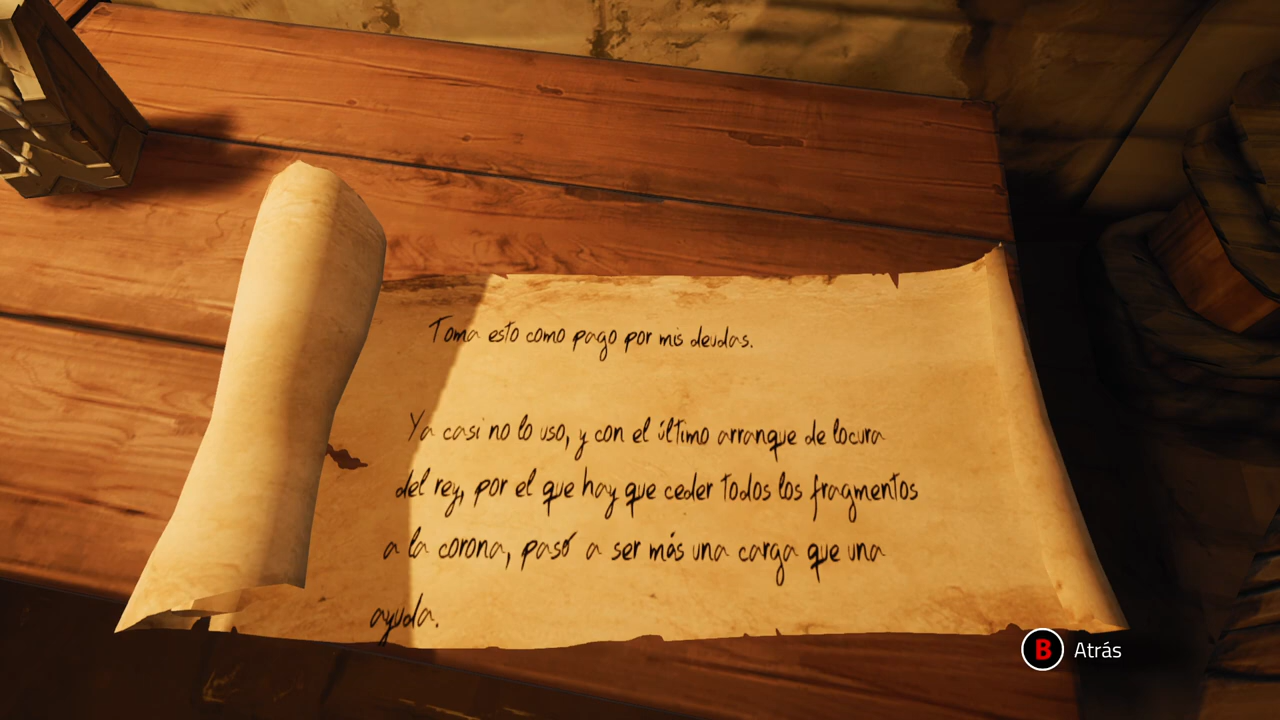 Toma esto como pago por mis deudas.
Ya casi no lo uso, y con el último arranque de locura
del rey, por el que hay que ceder todos los fragmentos
a la corona, pasó a ser más una carga que una
ayuda.
B Atrás